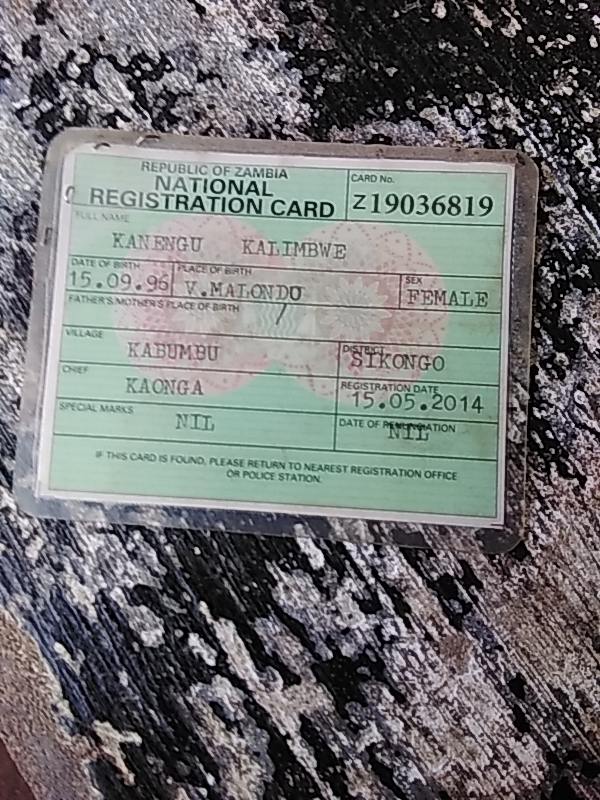 REPUBLIC OF ZAMBIA
NATIONAL
REGISTRATION CARD
CARD No.
Z19036819
FULL NAME
KANENGU KALIMBWE
DATE OF BIRTH
15.09.96
PLACE OF BIRTH
V.MALONDO
SEX
FEMALE
FATHER'S/MOTHER'S PLACE OF BIRTH
/
VILLAGE
KABUMBU
DISTRICT
SIKONGO
CHIEF
KAONGA
REGISTRATION DATE
15.05.2014
SPECIAL MARKS
NIL
DATE OF RENUNCIATION
NIL
IF THIS CARD IS FOUND, PLEASE RETURN TO NEAREST REGISTRATION OFFICE
OR POLICE STATION.